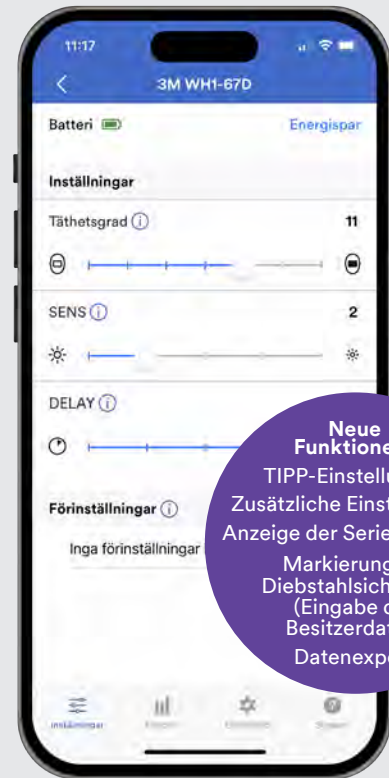 11:17
3M WH1-67D
Batteri
Energispar
Inställningar
Täthetsgrad
11
SENS
2
DELAY
Förinställningar
Inga förinställningar
Neue
Funktione
TIPP-Einstellu
Zusätzliche Einst
Anzeige der Serie
Markierung
Diebstahlsich
(Eingabe d
Besitzerdat
Datenexpo
Inställningar